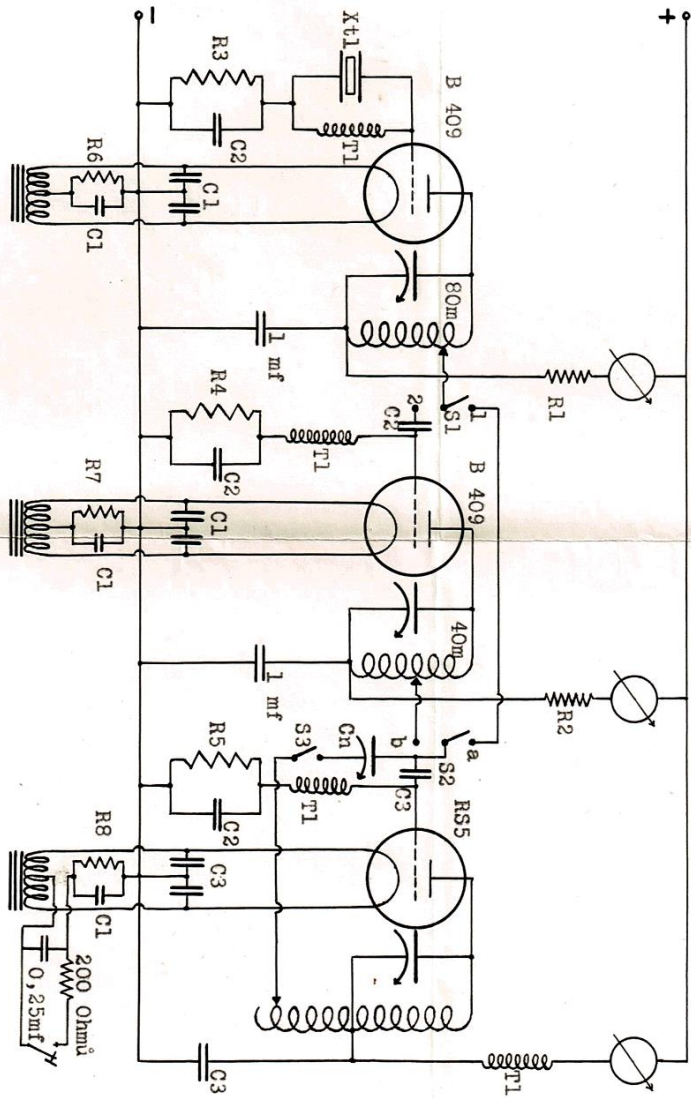 +
R1
R2
T1
B 409
1
B 409
a
RS5
80m
S1
40m
S2
2
C2
b
C3
Xtl
T1
T1
Cn
S3
T1
1 mf
1 mf
R3
C2
R4
C2
R5
C2
C1
C1
C3
C3
−
R6
C1
R7
C1
R8
C1
200 Ohmů
0,25mf